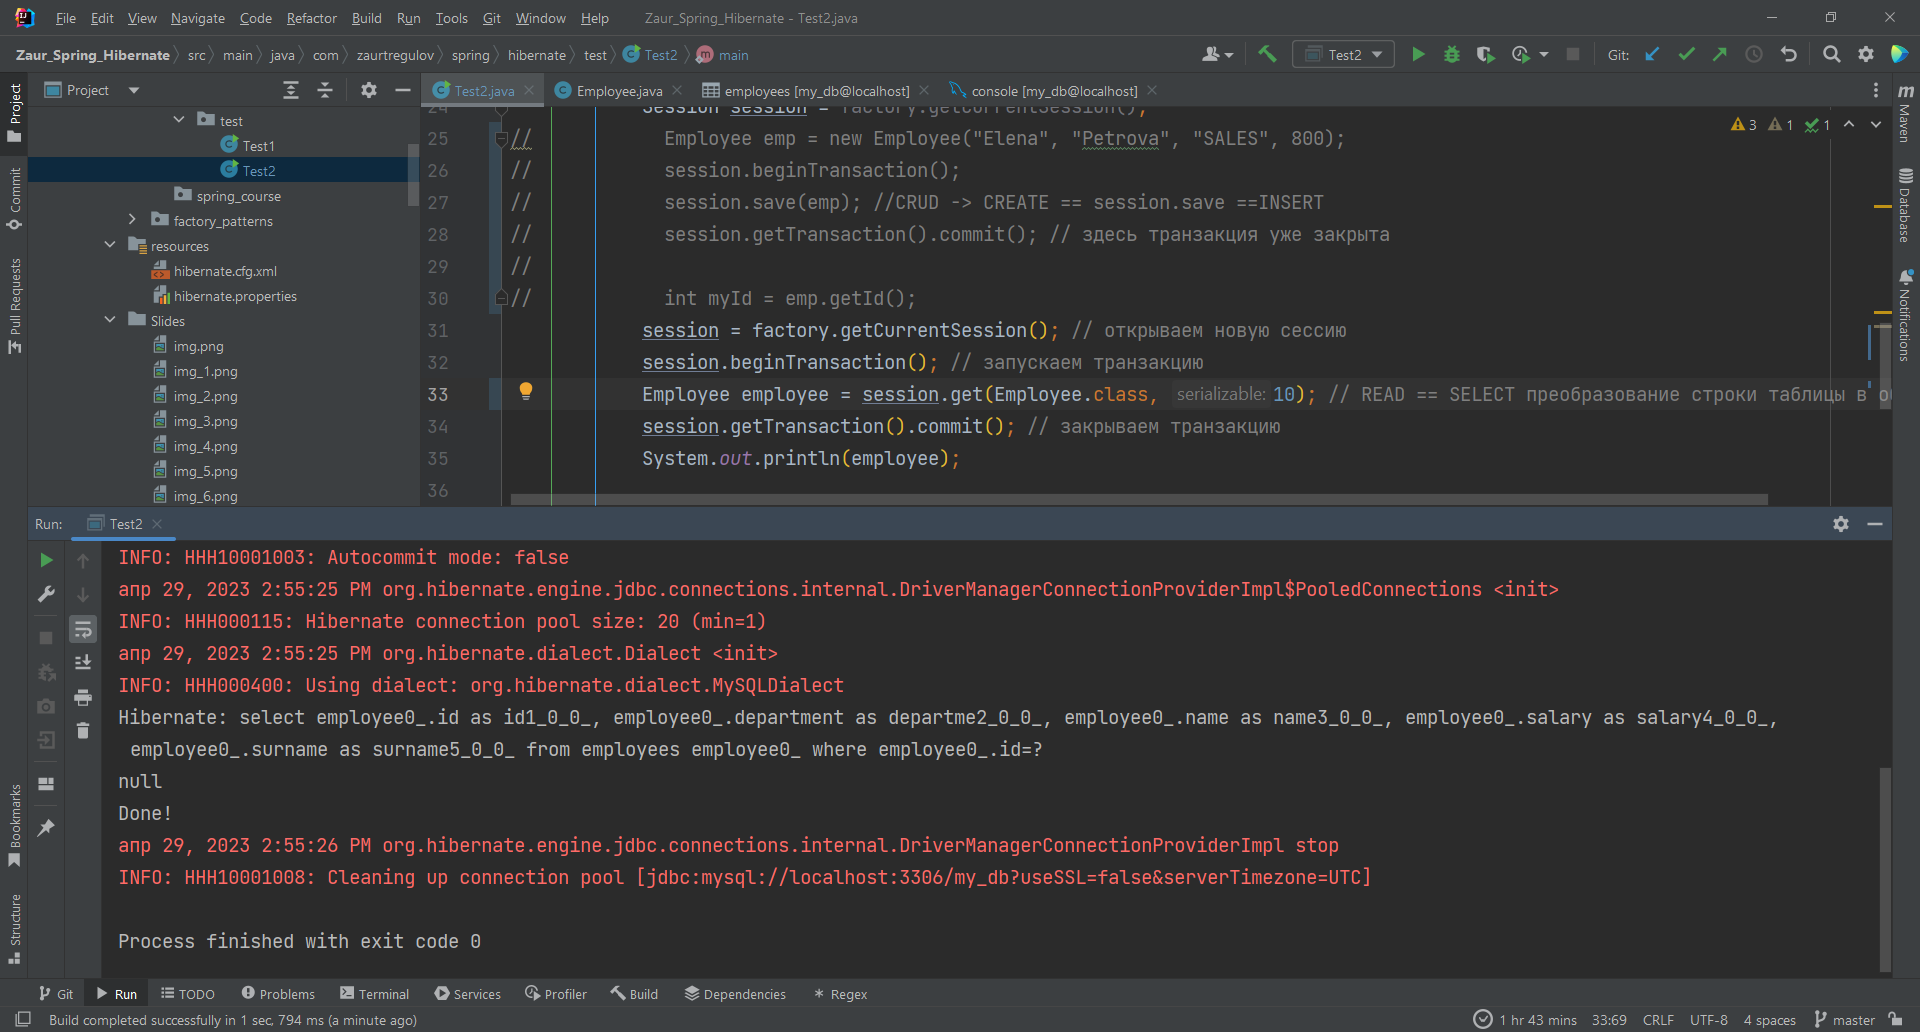 File Edit View Navigate Code Refactor Build Run Tools Git Window Help Zaur_Spring_Hibernate - Test2.java
Zaur_Spring_Hibernate src main java com zaurtregulov spring hibernate test Test2 main Test2 Git:
Project
Test2.java Employee.java employees [my_db@localhost] console [my_db@localhost]
Project
Commit
Pull Requests
Bookmarks
Structure
test
Test1
Test2
spring_course
factory_patterns
resources
hibernate.cfg.xml
hibernate.properties
Slides
img.png
img_1.png
img_2.png
img_3.png
img_4.png
img_5.png
img_6.png
3 1 1
24 Session session = factory.getCurrentSession();
25 // Employee emp = new Employee("Elena", "Petrova", "SALES", 800);
26 // session.beginTransaction();
27 // session.save(emp); //CRUD -> CREATE == session.save ==INSERT
28 // session.getTransaction().commit(); // здесь транзакция уже закрыта
29 //
30 // int myId = emp.getId();
31 session = factory.getCurrentSession(); // открываем новую сессию
32 session.beginTransaction(); // запускаем транзакцию
33 Employee employee = session.get(Employee.class, serializable: 10); // READ == SELECT преобразование строки таблицы в
34 session.getTransaction().commit(); // закрываем транзакцию
35 System.out.println(employee);
36
Maven
Database
Notifications
Run: Test2
INFO: HHH10001003: Autocommit mode: false
апр 29, 2023 2:55:25 PM org.hibernate.engine.jdbc.connections.internal.DriverManagerConnectionProviderImpl$PooledConnections <init>
INFO: HHH000115: Hibernate connection pool size: 20 (min=1)
апр 29, 2023 2:55:25 PM org.hibernate.dialect.Dialect <init>
INFO: HHH000400: Using dialect: org.hibernate.dialect.MySQLDialect
Hibernate: select employee0_.id as id1_0_0_, employee0_.department as departme2_0_0_, employee0_.name as name3_0_0_, employee0_.salary as salary4_0_0_,
employee0_.surname as surname5_0_0_ from employees employee0_ where employee0_.id=?
null
Done!
апр 29, 2023 2:55:26 PM org.hibernate.engine.jdbc.connections.internal.DriverManagerConnectionProviderImpl stop
INFO: HHH10001008: Cleaning up connection pool [jdbc:mysql://localhost:3306/my_db?useSSL=false&serverTimezone=UTC]
Process finished with exit code 0
Git Run TODO Problems Terminal Services Profiler Build Dependencies Regex
Build completed successfully in 1 sec, 794 ms (a minute ago) 1 hr 43 mins 33:69 CRLF UTF-8 4 spaces master